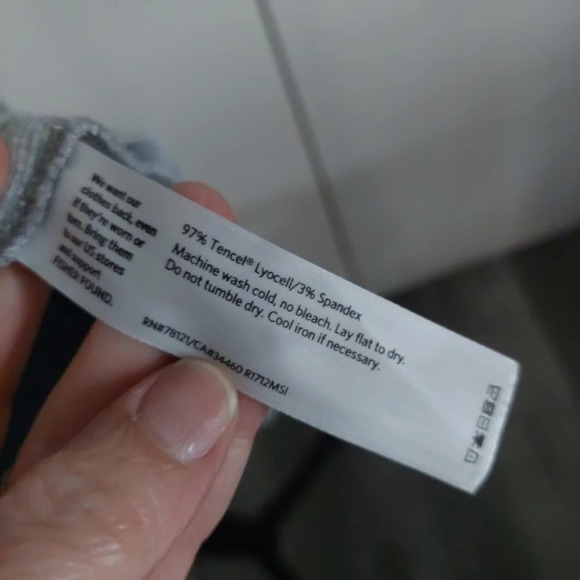 We want our
clothes back, even
if they're worn or
torn. Bring them
to our US stores
and support
FISHER FOUND.
97% Tencel® Lyocell/3% Spandex
Machine wash cold, no bleach. Lay flat to dry.
Do not tumble dry. Cool iron if necessary.
RN#78121/CA#34460 R1712MSI